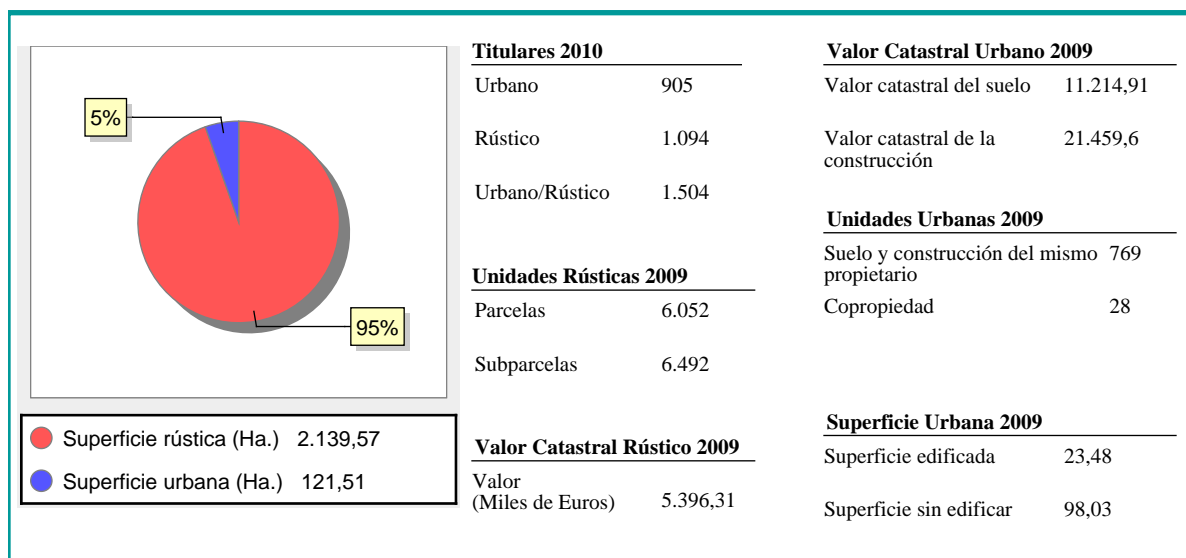 5%
95%
Superficie rústica (Ha.) 2.139,57
Superficie urbana (Ha.) 121,51
Titulares 2010
Urbano 905
Rústico 1.094
Urbano/Rústico 1.504
Unidades Rústicas 2009
Parcelas 6.052
Subparcelas 6.492
Valor Catastral Rústico 2009
Valor
(Miles de Euros) 5.396,31
Valor Catastral Urbano 2009
Valor catastral del suelo 11.214,91
Valor catastral de la 21.459,6
construcción
Unidades Urbanas 2009
Suelo y construcción del mismo 769
propietario
Copropiedad 28
Superficie Urbana 2009
Superficie edificada 23,48
Superficie sin edificar 98,03